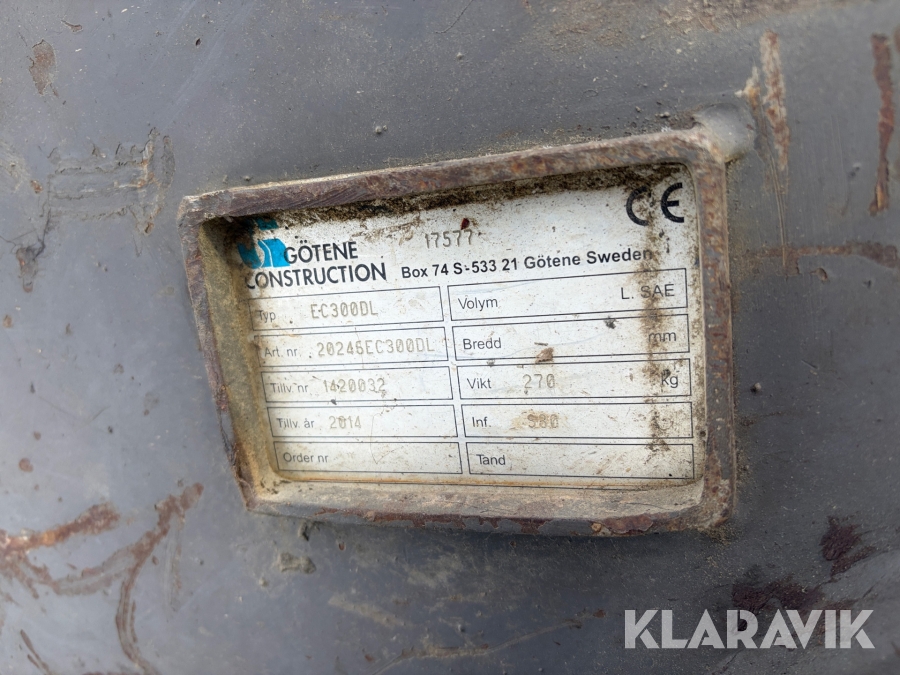 17577
GÖTENE
CONSTRUCTION
Box 74 S-533 21 Götene Sweden
CE
Typ EC300DL
Volym L. SAE
Art. nr. 20246EC300DL
Bredd mm
Tillv. nr 1420032
Vikt 270 Kg
Tillv. år 2014
Inf. S80
Order nr
Tand
KLARAVIK